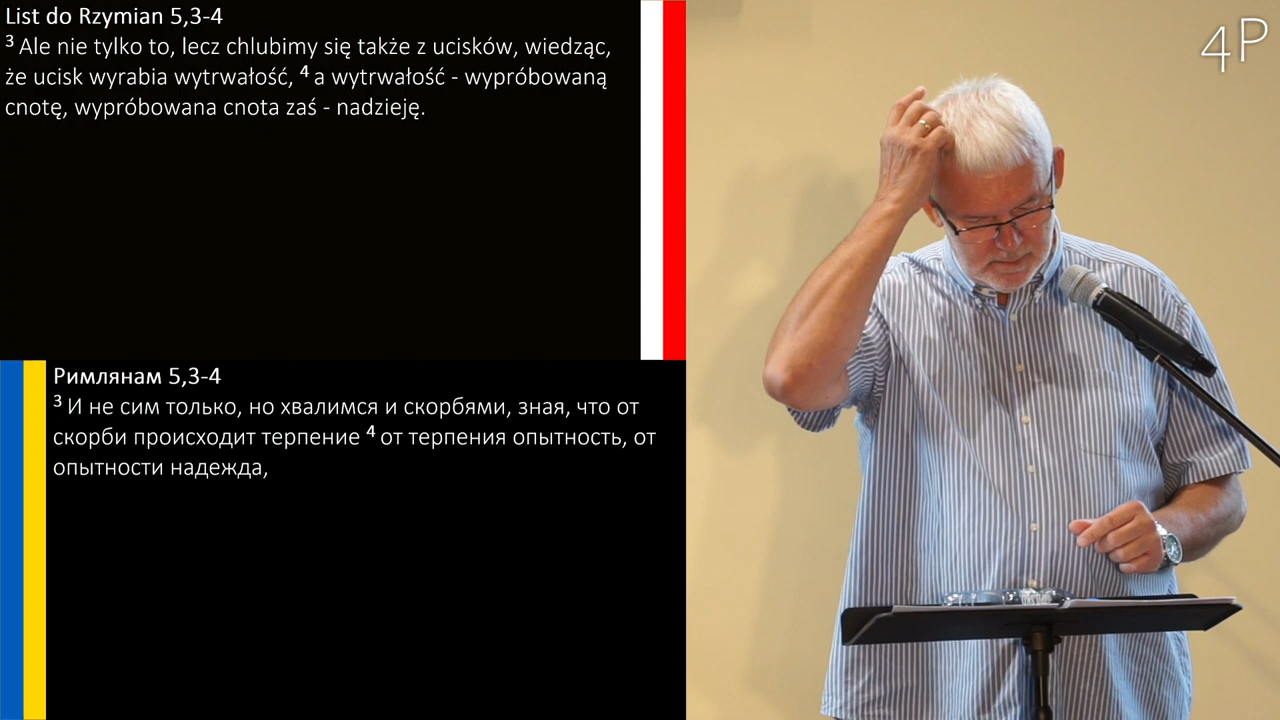 List do Rzymian 5,3-4
³ Ale nie tylko to, lecz chlubimy się także z ucisków, wiedząc,
że ucisk wyrabia wytrwałość, ⁴ a wytrwałość - wypróbowaną
cnotę, wypróbowana cnota zaś - nadzieję.
Римлянам 5,3-4
³ И не сим только, но хвалимся и скорбями, зная, что от
скорби происходит терпение ⁴ от терпения опытность, от
опытности надежда,
4P